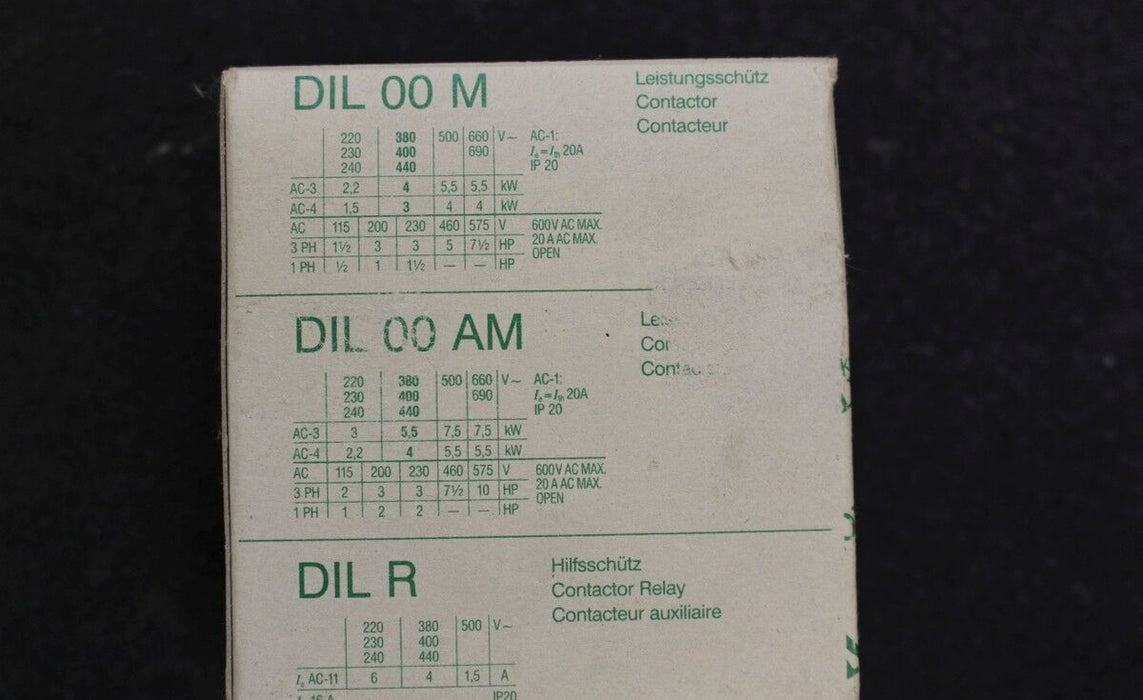 DIL 00 M
Leistungsschütz
Contactor
Contacteur
220 380 500 660 V~ AC-1:
230 400 690 Ie=Ith 20A
240 440 IP 20
AC-3 2,2 4 5,5 5,5 kW
AC-4 1,5 3 4 4 kW
AC 115 200 230 460 575 V 600V AC MAX.
3 PH 1½ 3 3 5 7½ HP 20 A AC MAX.
OPEN
1 PH ½ 1 1½ — — HP
DIL 00 AM
220 380 500 660 V~ AC-1:
230 400 690 Ie=Ith 20A
240 440 IP 20
AC-3 3 5,5 7,5 7,5 kW
AC-4 2,2 4 5,5 5,5 kW
AC 115 200 230 460 575 V 600V AC MAX.
3 PH 2 3 3 7½ 10 HP 20 A AC MAX.
OPEN
1 PH 1 2 2 — — HP
DIL R
Hilfsschütz
Contactor Relay
Contacteur auxiliaire
220 380 500 V~
230 400
240 440
Ie AC-11 6 4 1,5 A
16 A IP20